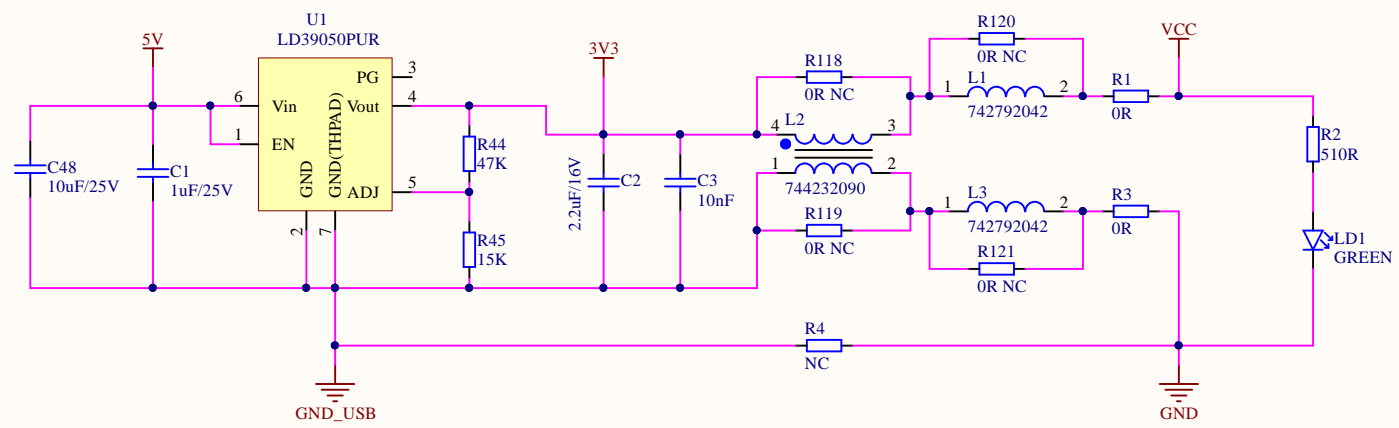 U1
LD39050PUR
5V
PG
3
6
Vin
Vout
4
1
EN
GND
GND(THPAD)
ADJ
5
2
7
C48
10uF/25V
C1
1uF/25V
R44
47K
R45
15K
3V3
2.2uF/16V
C2
C3
10nF
R118
0R NC
4
L2
3
1
2
744232090
R119
0R NC
R120
0R NC
1
L1
2
742792042
R1
0R
VCC
1
L3
2
742792042
R3
0R
R121
0R NC
R2
510R
LD1
GREEN
R4
NC
GND_USB
GND